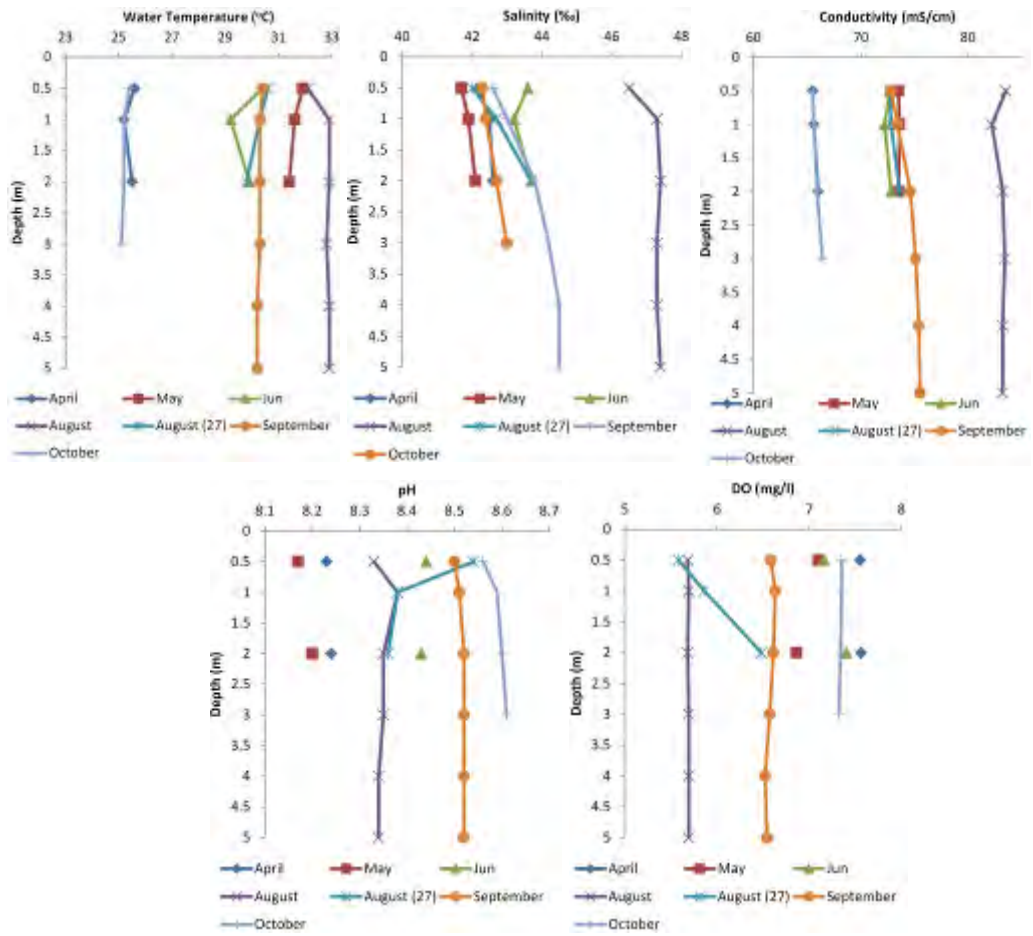 Water Temperature (ºC)
23 25 27 29 31 33
0
0.5
1
1.5
2
2.5
3
3.5
4
4.5
5
Depth (m)
April May Jun
August August (27) September
October
Salinity (‰)
40 42 44 46 48
0
0.5
1
1.5
2
2.5
3
3.5
4
4.5
5
Depth (m)
April May Jun
August August (27) September
October
Conductivity (mS/cm)
60 70 80
0
0.5
1
1.5
2
2.5
3
3.5
4
4.5
5
Depth (m)
April May Jun
August August (27) September
October
pH
8.1 8.2 8.3 8.4 8.5 8.6 8.7
0
0.5
1
1.5
2
2.5
3
3.5
4
4.5
5
Depth (m)
April May Jun
August August (27) September
October
DO (mg/l)
5 6 7 8
0
0.5
1
1.5
2
2.5
3
3.5
4
4.5
5
Depth (m)
April May Jun
August August (27) September
October